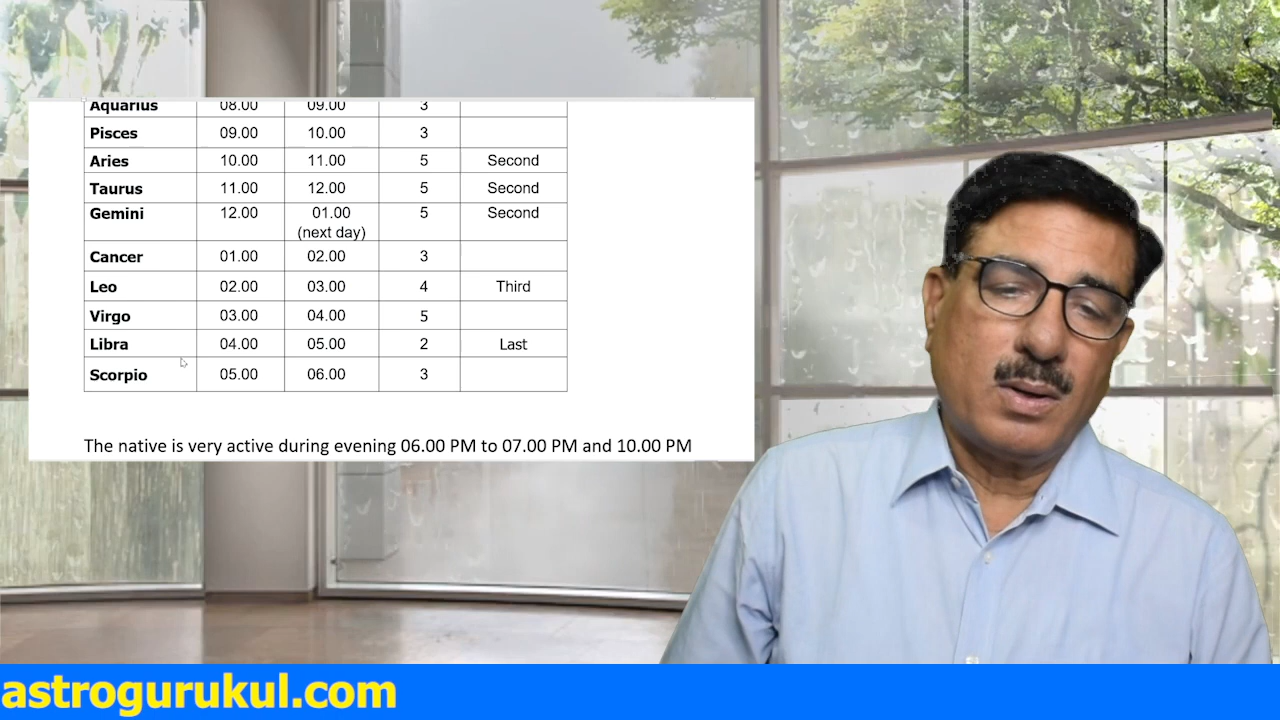 Aquarius 08.00 09.00 3
Pisces 09.00 10.00 3
Aries 10.00 11.00 5 Second
Taurus 11.00 12.00 5 Second
Gemini 12.00 01.00 5 Second
(next day)
Cancer 01.00 02.00 3
Leo 02.00 03.00 4 Third
Virgo 03.00 04.00 5
Libra 04.00 05.00 2 Last
Scorpio 05.00 06.00 3
The native is very active during evening 06.00 PM to 07.00 PM and 10.00 PM
astrogurukul.com